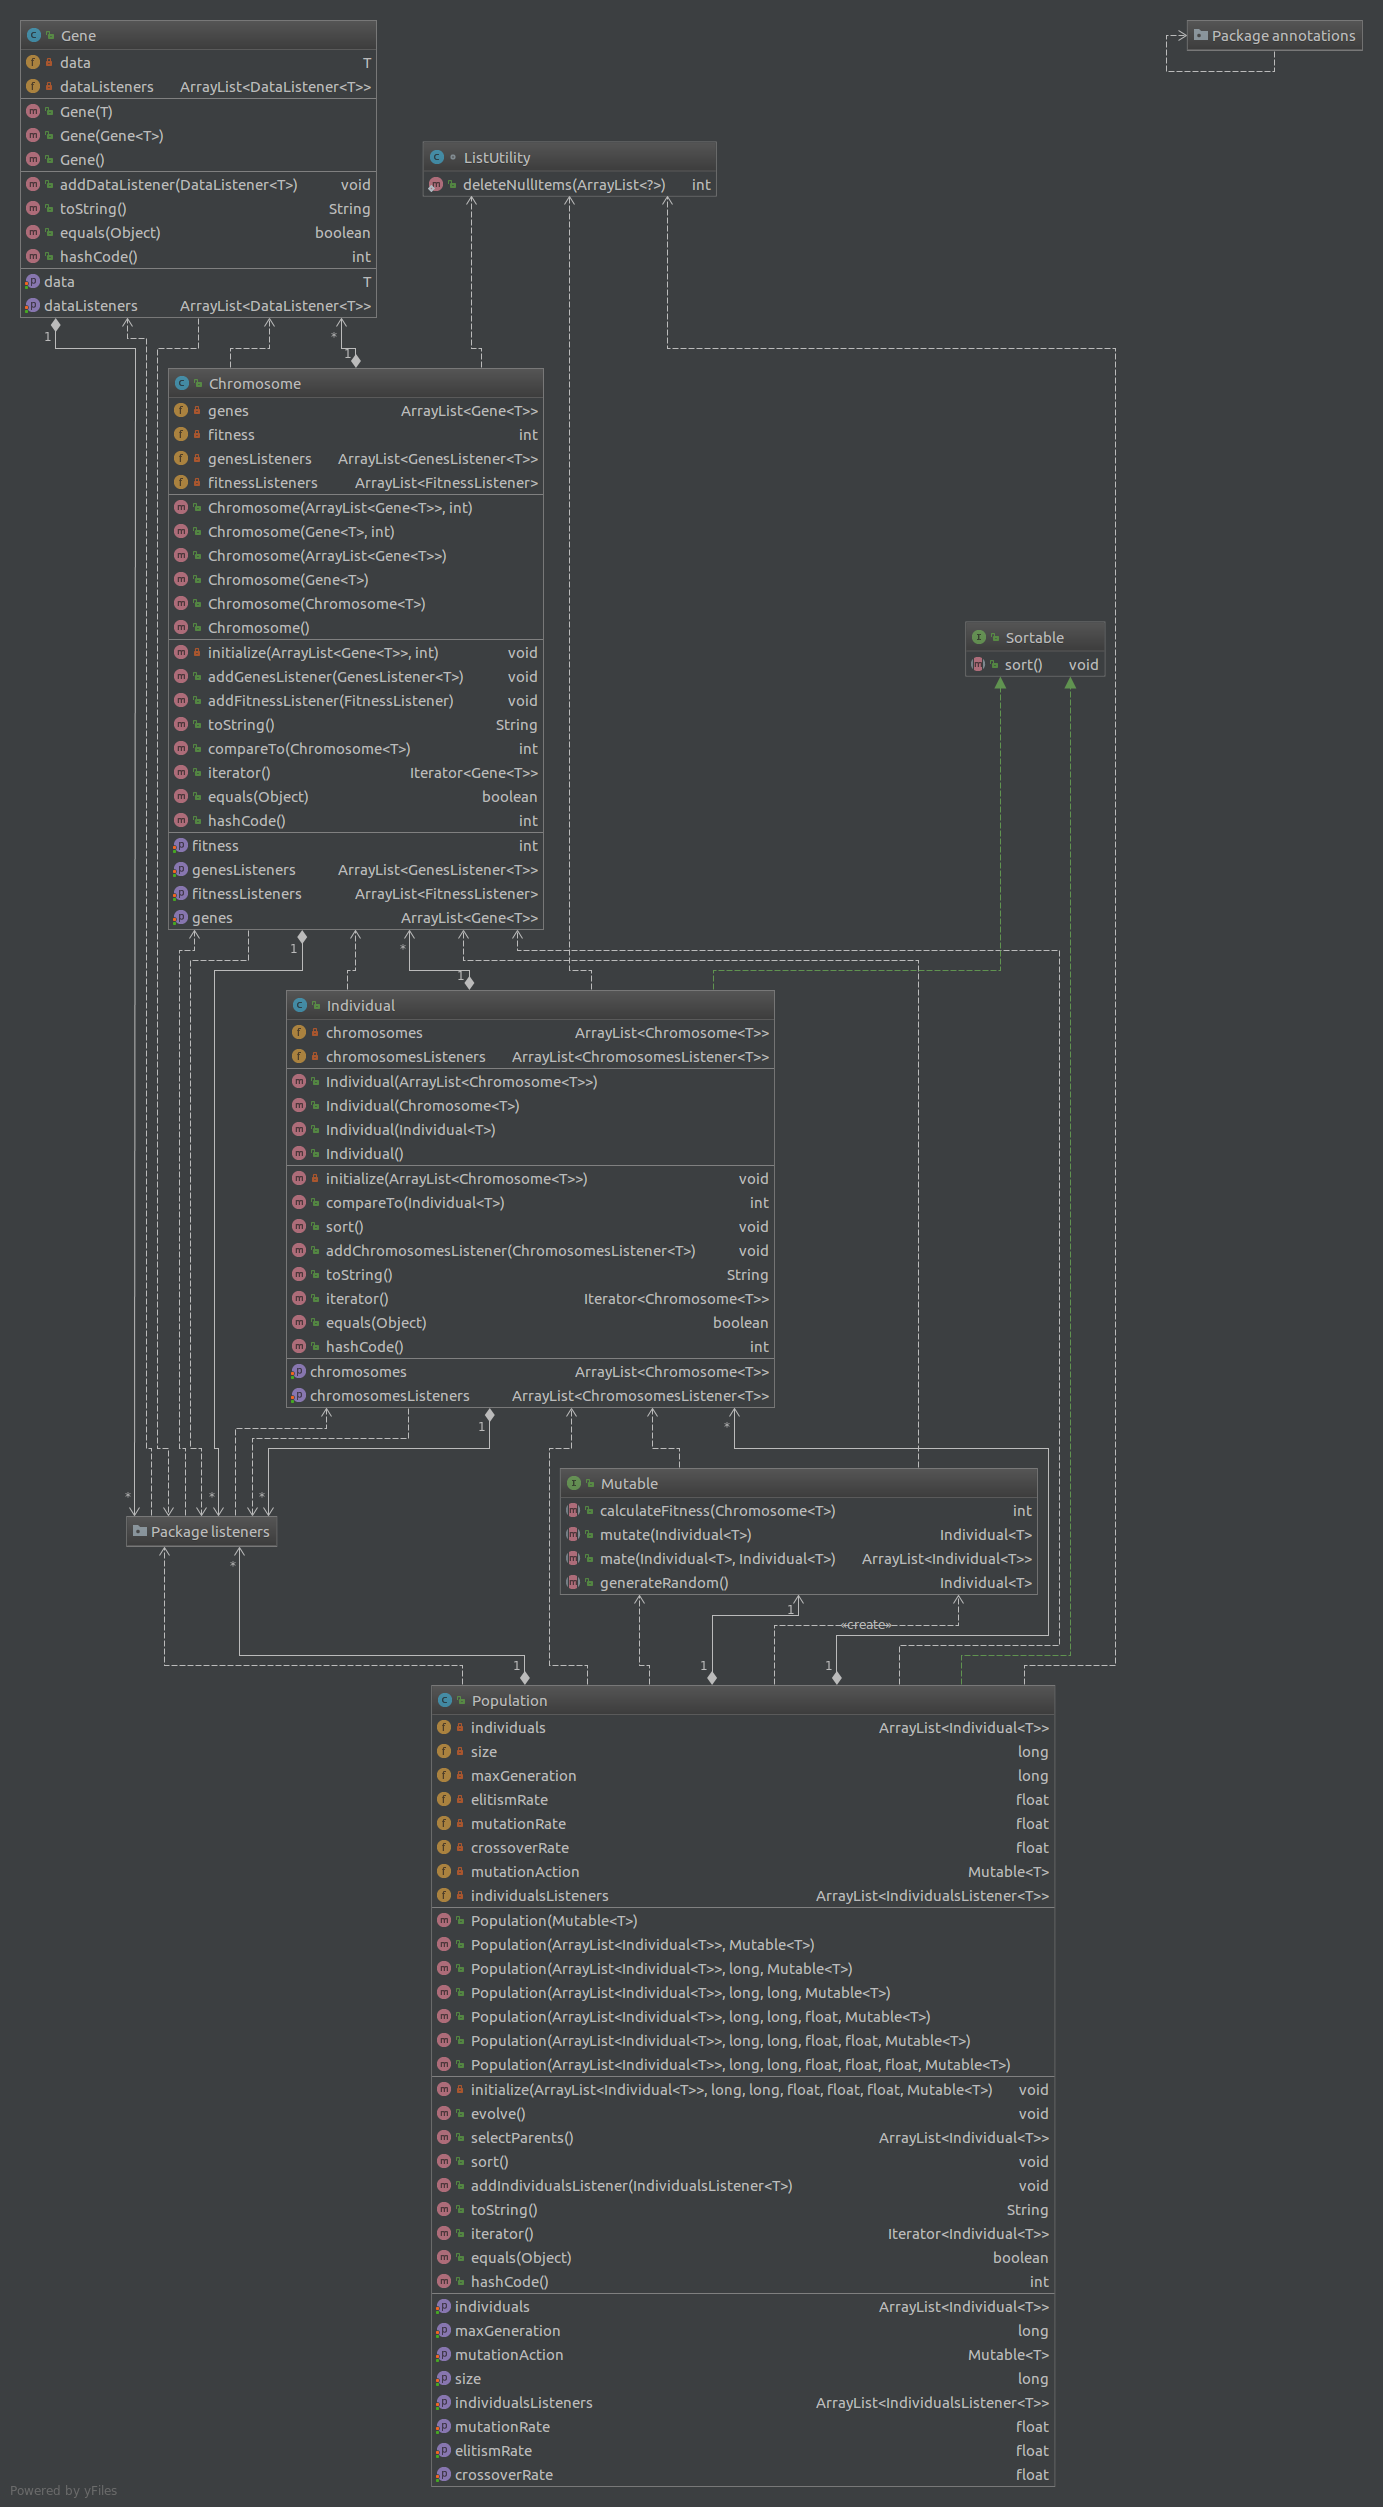 Gene
data T
dataListeners ArrayList<DataListener<T>>
Gene(T)
Gene(Gene<T>)
Gene()
addDataListener(DataListener<T>) void
toString() String
equals(Object) boolean
hashCode() int
data T
dataListeners ArrayList<DataListener<T>>
Package annotations
ListUtility
deleteNullItems(ArrayList<?>) int
1
*
1
Chromosome
genes ArrayList<Gene<T>>
fitness int
genesListeners ArrayList<GenesListener<T>>
fitnessListeners ArrayList<FitnessListener>
Chromosome(ArrayList<Gene<T>>, int)
Chromosome(Gene<T>, int)
Chromosome(ArrayList<Gene<T>>)
Chromosome(Gene<T>)
Chromosome(Chromosome<T>)
Chromosome()
initialize(ArrayList<Gene<T>>, int) void
addGenesListener(GenesListener<T>) void
addFitnessListener(FitnessListener) void
toString() String
compareTo(Chromosome<T>) int
iterator() Iterator<Gene<T>>
equals(Object) boolean
hashCode() int
fitness int
genesListeners ArrayList<GenesListener<T>>
fitnessListeners ArrayList<FitnessListener>
genes ArrayList<Gene<T>>
Sortable
sort() void
1
*
1
Individual
chromosomes ArrayList<Chromosome<T>>
chromosomesListeners ArrayList<ChromosomesListener<T>>
Individual(ArrayList<Chromosome<T>>)
Individual(Chromosome<T>)
Individual(Individual<T>)
Individual()
initialize(ArrayList<Chromosome<T>>) void
compareTo(Individual<T>) int
sort() void
addChromosomesListener(ChromosomesListener<T>) void
toString() String
iterator() Iterator<Chromosome<T>>
equals(Object) boolean
hashCode() int
chromosomes ArrayList<Chromosome<T>>
chromosomesListeners ArrayList<ChromosomesListener<T>>
1
*
Mutable
calculateFitness(Chromosome<T>) int
mutate(Individual<T>) Individual<T>
mate(Individual<T>, Individual<T>) ArrayList<Individual<T>>
generateRandom() Individual<T>
* * *
Package listeners
*
1
«create»
1 1 1
Population
individuals ArrayList<Individual<T>>
size long
maxGeneration long
elitismRate float
mutationRate float
crossoverRate float
mutationAction Mutable<T>
individualsListeners ArrayList<IndividualsListener<T>>
Population(Mutable<T>)
Population(ArrayList<Individual<T>>, Mutable<T>)
Population(ArrayList<Individual<T>>, long, Mutable<T>)
Population(ArrayList<Individual<T>>, long, long, Mutable<T>)
Population(ArrayList<Individual<T>>, long, long, float, Mutable<T>)
Population(ArrayList<Individual<T>>, long, long, float, float, Mutable<T>)
Population(ArrayList<Individual<T>>, long, long, float, float, float, Mutable<T>)
initialize(ArrayList<Individual<T>>, long, long, float, float, float, Mutable<T>) void
evolve() void
selectParents() ArrayList<Individual<T>>
sort() void
addIndividualsListener(IndividualsListener<T>) void
toString() String
iterator() Iterator<Individual<T>>
equals(Object) boolean
hashCode() int
individuals ArrayList<Individual<T>>
maxGeneration long
mutationAction Mutable<T>
size long
individualsListeners ArrayList<IndividualsListener<T>>
mutationRate float
elitismRate float
crossoverRate float
Powered by yFiles